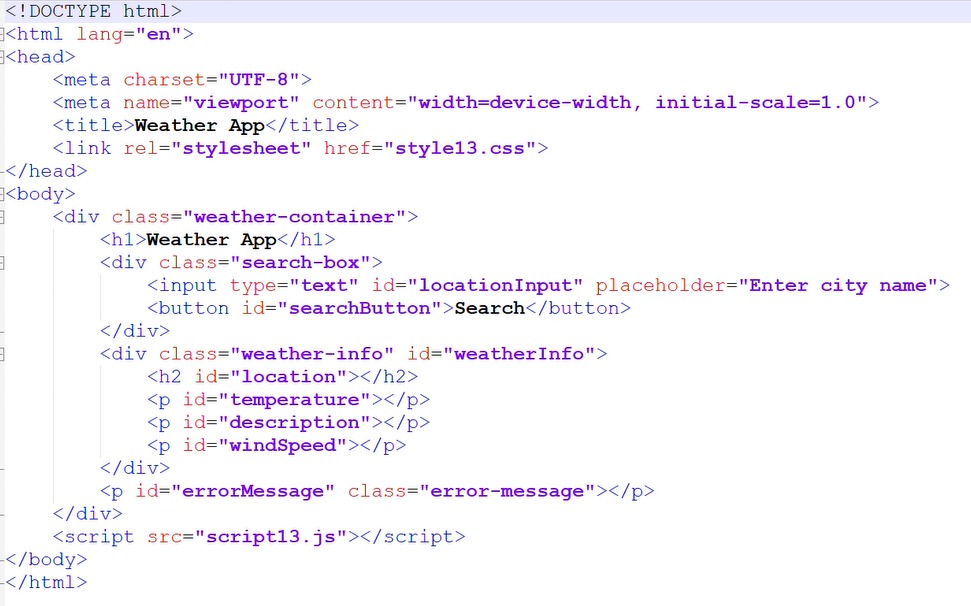 <!DOCTYPE html>
<html lang="en">
<head>
    <meta charset="UTF-8">
    <meta name="viewport" content="width=device-width, initial-scale=1.0">
    <title>Weather App</title>
    <link rel="stylesheet" href="style13.css">
</head>
<body>
    <div class="weather-container">
        <h1>Weather App</h1>
        <div class="search-box">
            <input type="text" id="locationInput" placeholder="Enter city name">
            <button id="searchButton">Search</button>
        </div>
        <div class="weather-info" id="weatherInfo">
            <h2 id="location"></h2>
            <p id="temperature"></p>
            <p id="description"></p>
            <p id="windSpeed"></p>
        </div>
        <p id="errorMessage" class="error-message"></p>
    </div>
    <script src="script13.js"></script>
</body>
</html>